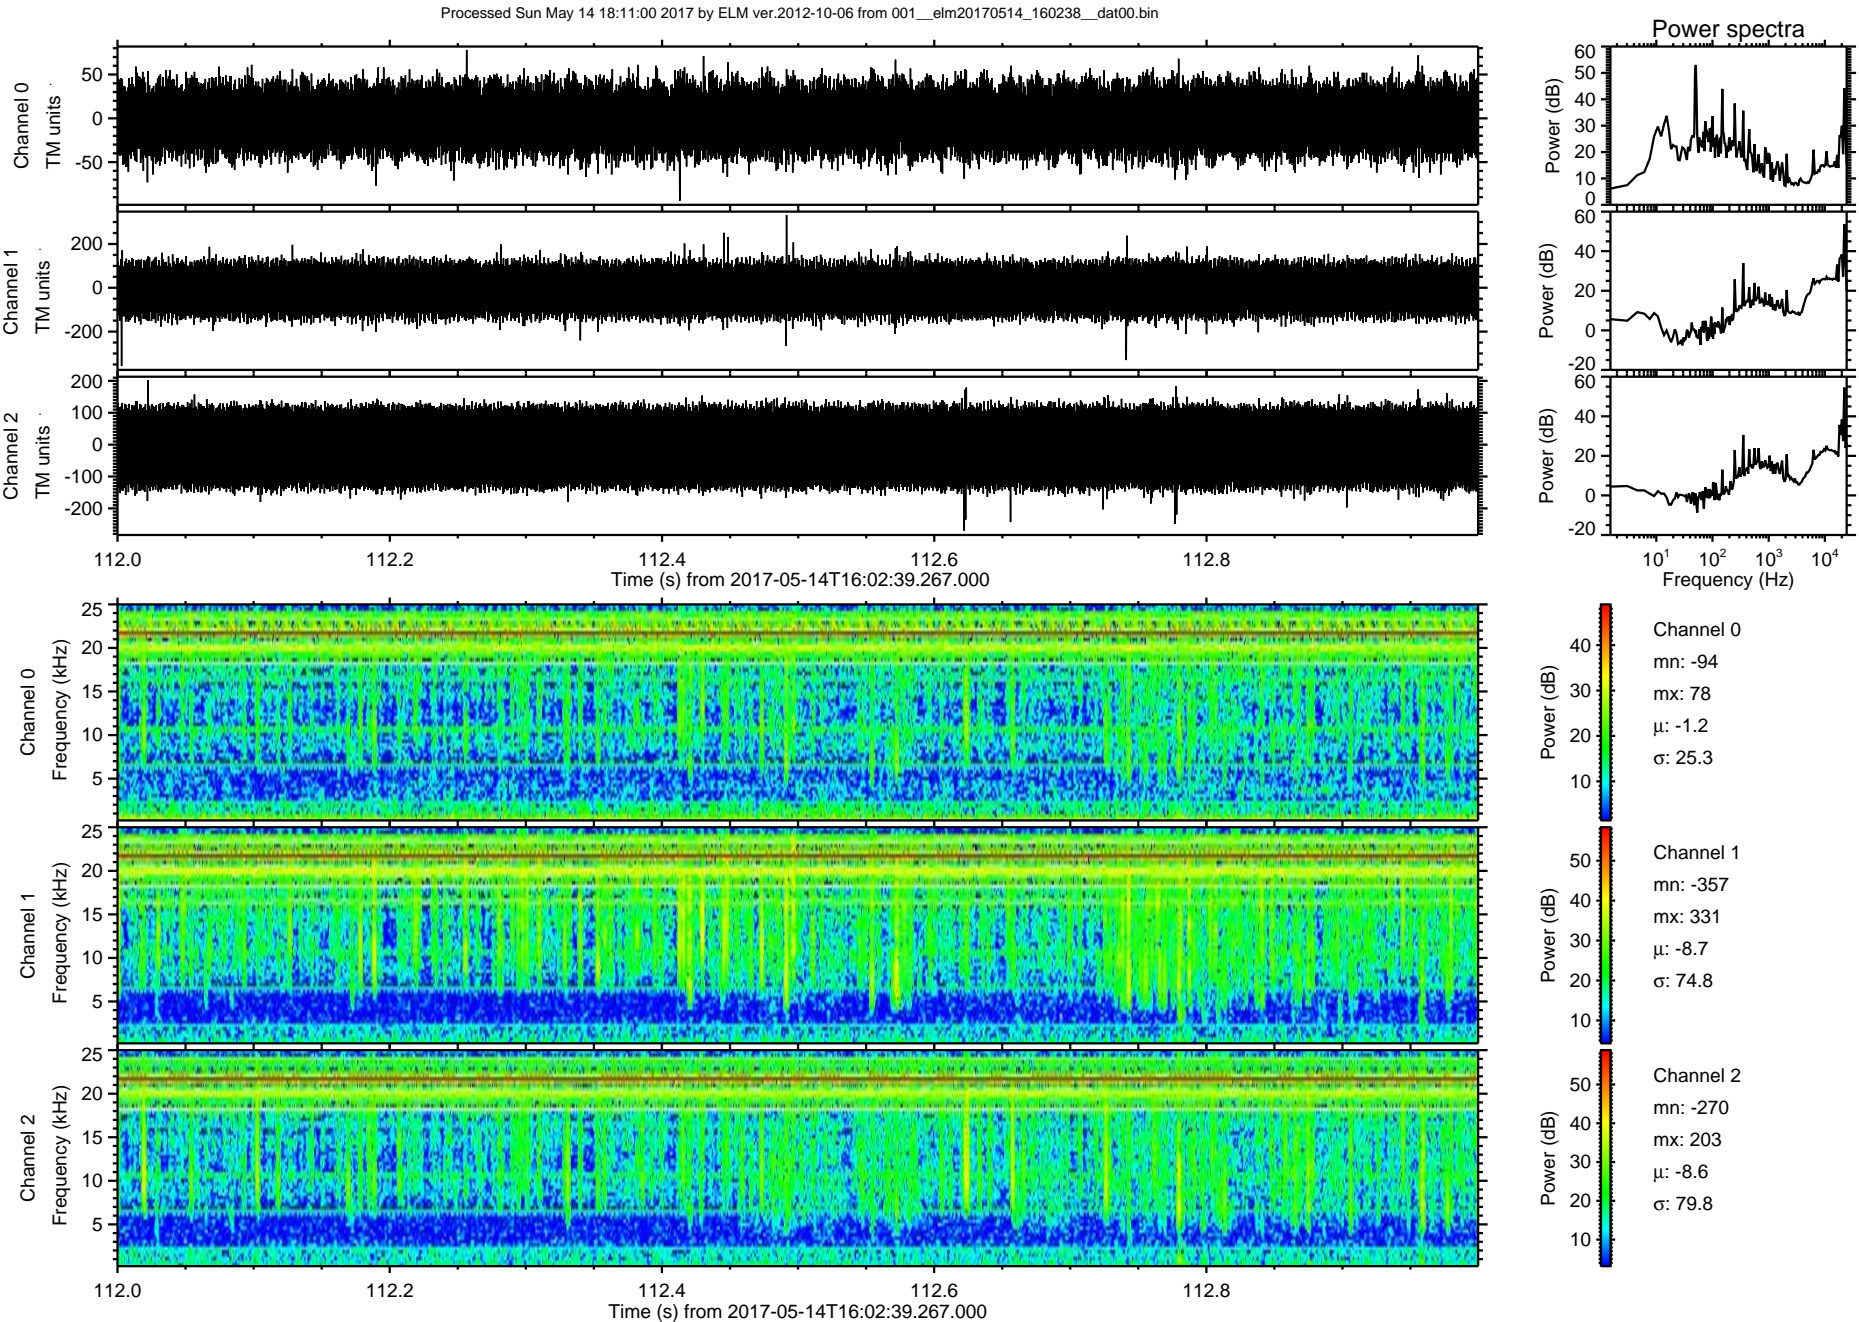 Processed Sun May 14 18:11:00 2017 by ELM ver.2012-10-06 from 001__elm20170514_160238__dat00.bin
Power spectra
Channel 0
TM units
50
0
-50
Power (dB)
60
50
40
30
20
10
0
Channel 1
TM units
200
0
-200
Power (dB)
60
40
20
0
-20
Channel 2
TM units
200
100
0
-100
-200
Power (dB)
60
40
20
0
-20
112.0 112.2 112.4 112.6 112.8
Time (s) from 2017-05-14T16:02:39.267.000
10¹ 10² 10³ 10⁴
Frequency (Hz)
Channel 0
Frequency (kHz)
25
20
15
10
5
Power (dB)
40
30
20
10
Channel 0
mn: -94
mx: 78
μ: -1.2
σ: 25.3
Channel 1
Frequency (kHz)
25
20
15
10
5
Power (dB)
50
40
30
20
10
Channel 1
mn: -357
mx: 331
μ: -8.7
σ: 74.8
Channel 2
Frequency (kHz)
25
20
15
10
5
Power (dB)
50
40
30
20
10
Channel 2
mn: -270
mx: 203
μ: -8.6
σ: 79.8
112.0 112.2 112.4 112.6 112.8
Time (s) from 2017-05-14T16:02:39.267.000